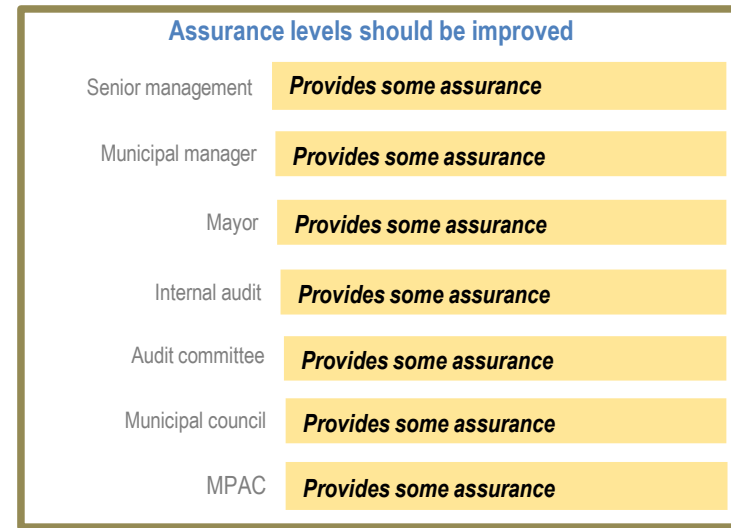 Assurance levels should be improved
Senior management Provides some assurance
Municipal manager Provides some assurance
Mayor Provides some assurance
Internal audit Provides some assurance
Audit committee Provides some assurance
Municipal council Provides some assurance
MPAC Provides some assurance